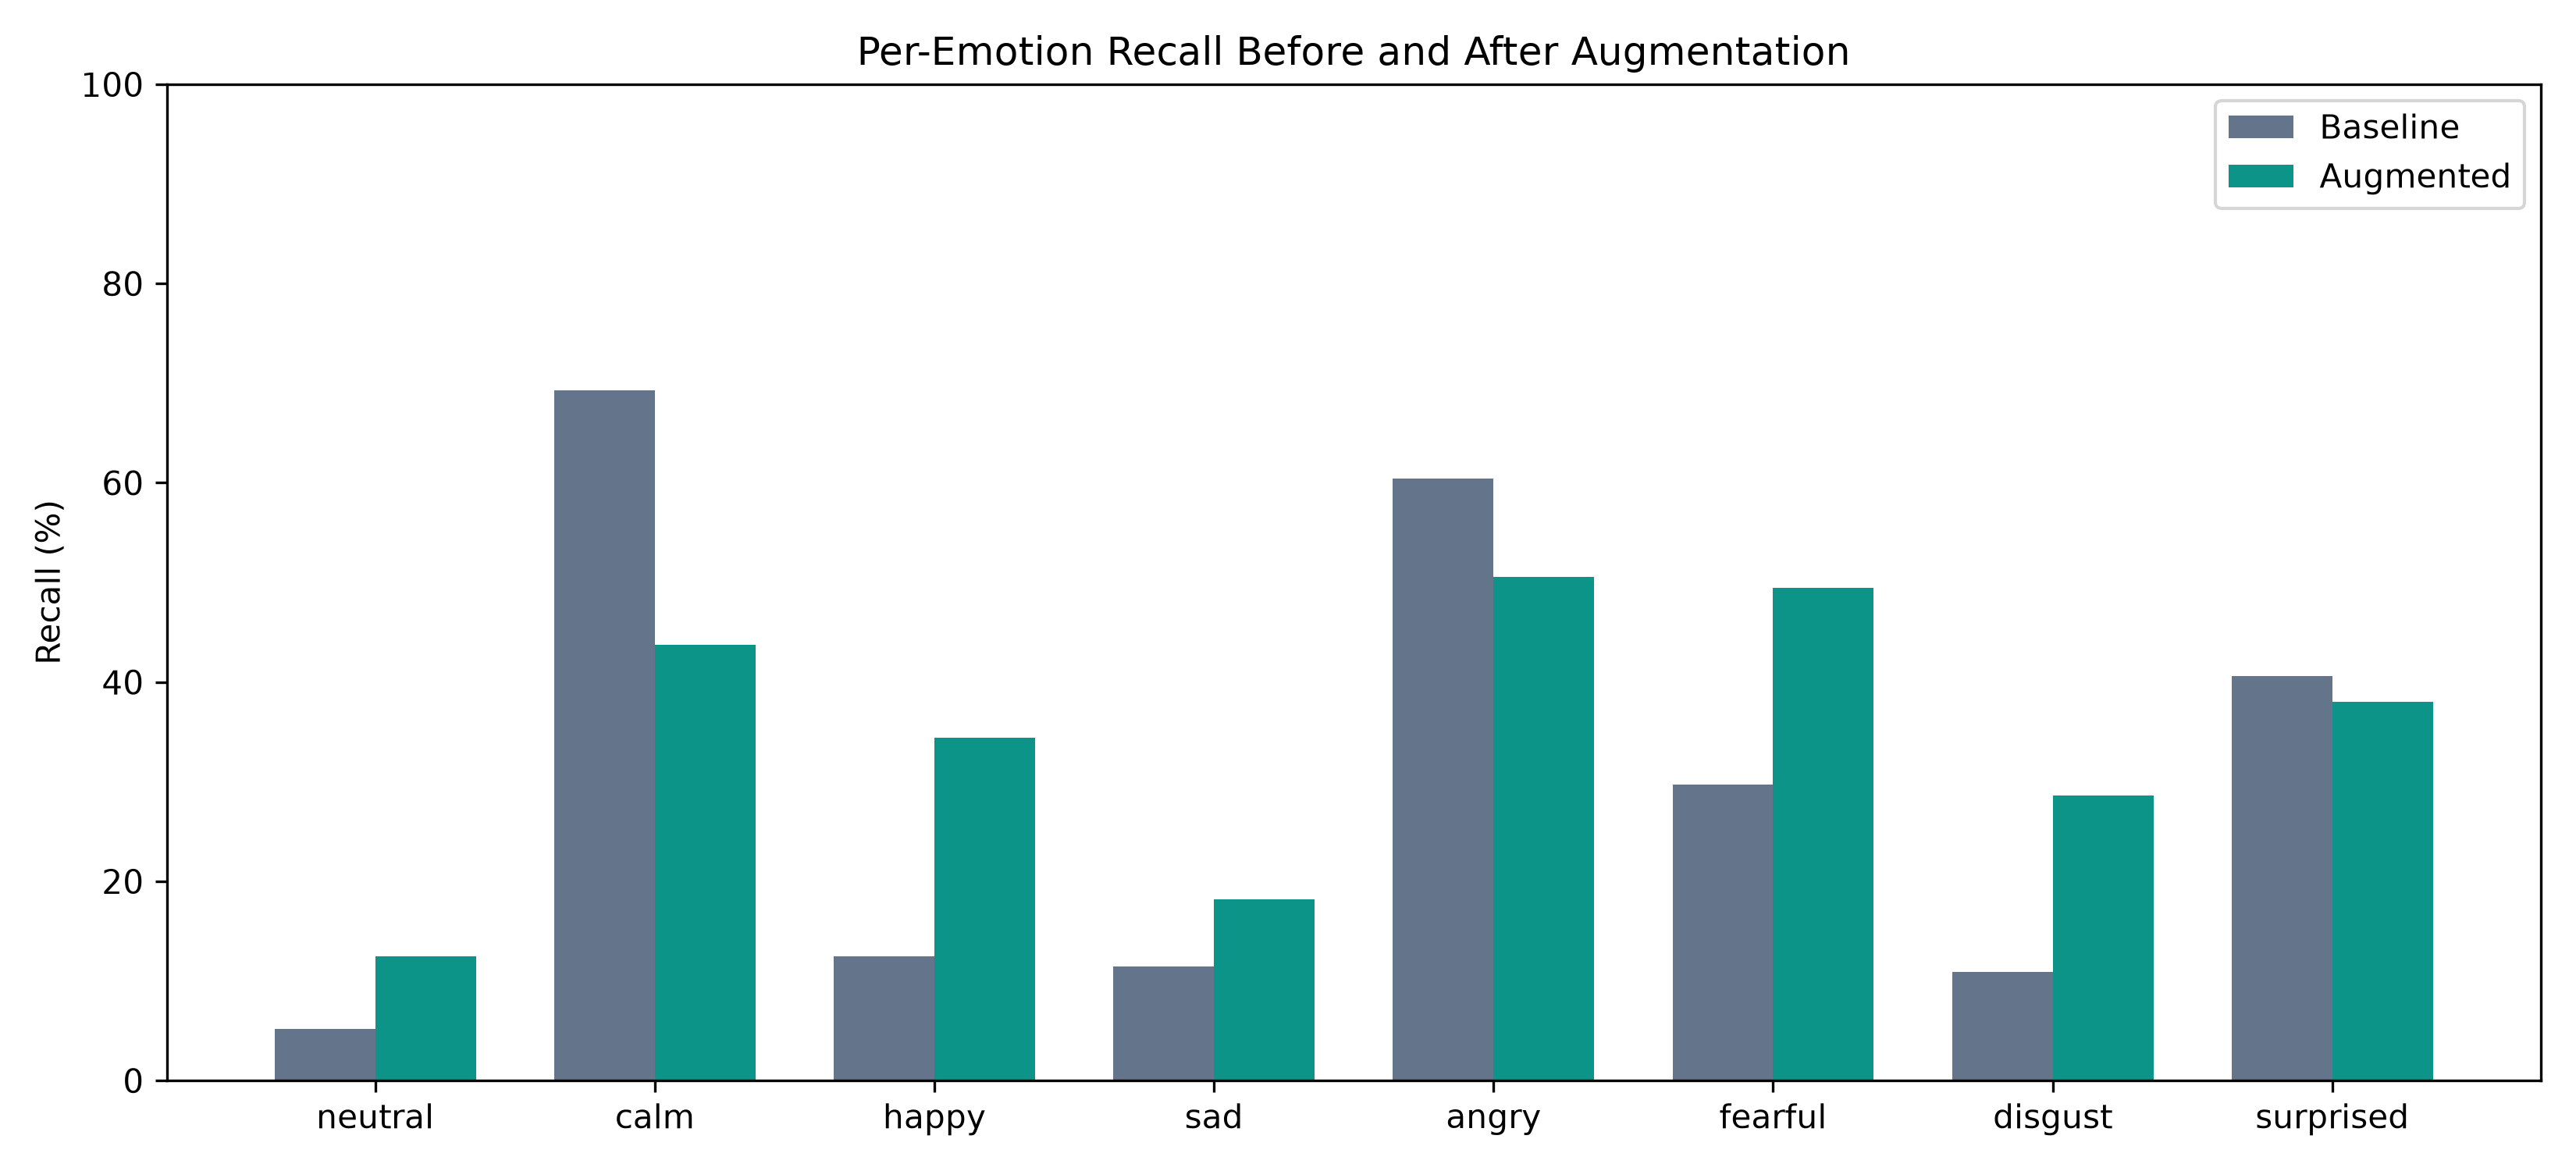 Per-Emotion Recall Before and After Augmentation
Baseline
Augmented
Recall (%)
100
80
60
40
20
0
neutral calm happy sad angry fearful disgust surprised